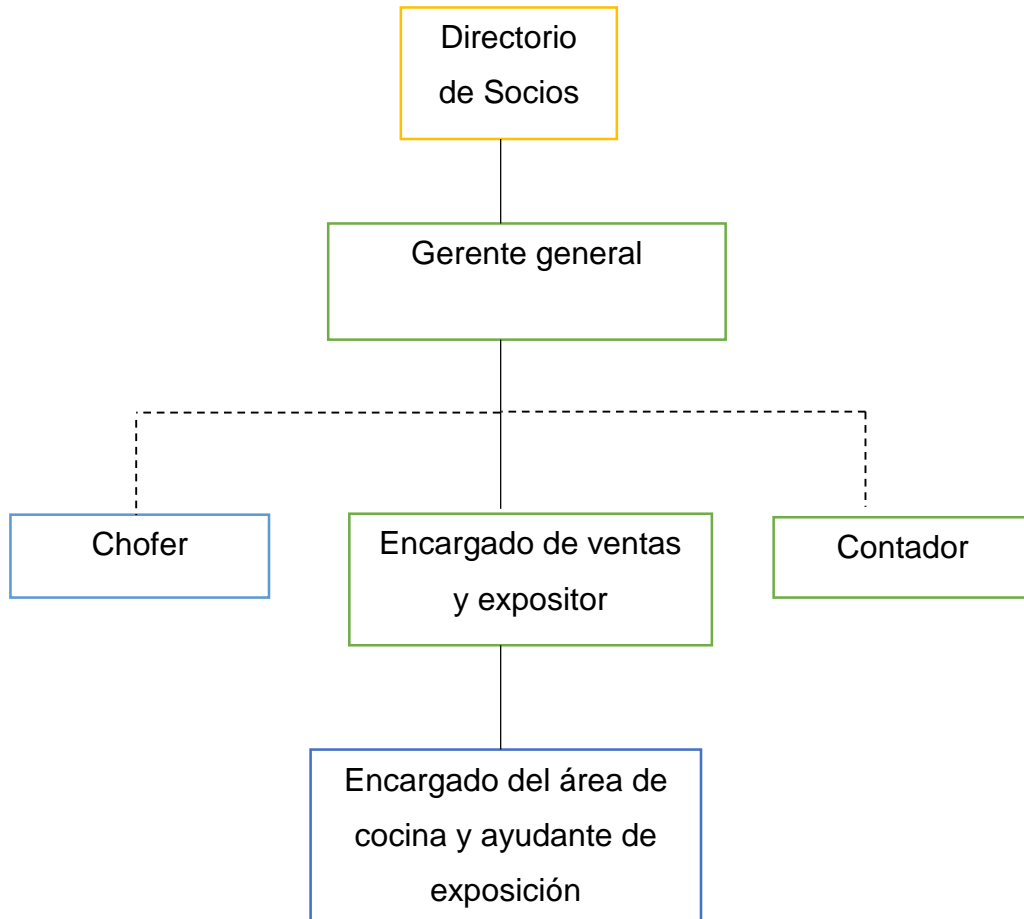 Directorio
de Socios
Gerente general
Chofer
Encargado de ventas
y expositor
Contador
Encargado del área de
cocina y ayudante de
exposición